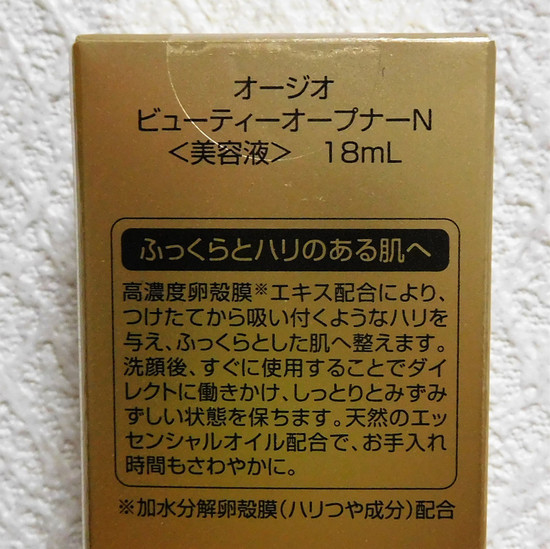 オージオ
ビューティーオープナーN
＜美容液＞　18mL
ふっくらとハリのある肌へ
高濃度卵殻膜※エキス配合により、
つけたてから吸い付くようなハリを
与え、ふっくらとした肌へ整えます。
洗顔後、すぐに使用することでダイ
レクトに働きかけ、しっとりとみずみ
ずしい状態を保ちます。天然のエッ
センシャルオイル配合で、お手入れ
時間もさわやかに。
※加水分解卵殻膜（ハリつや成分）配合